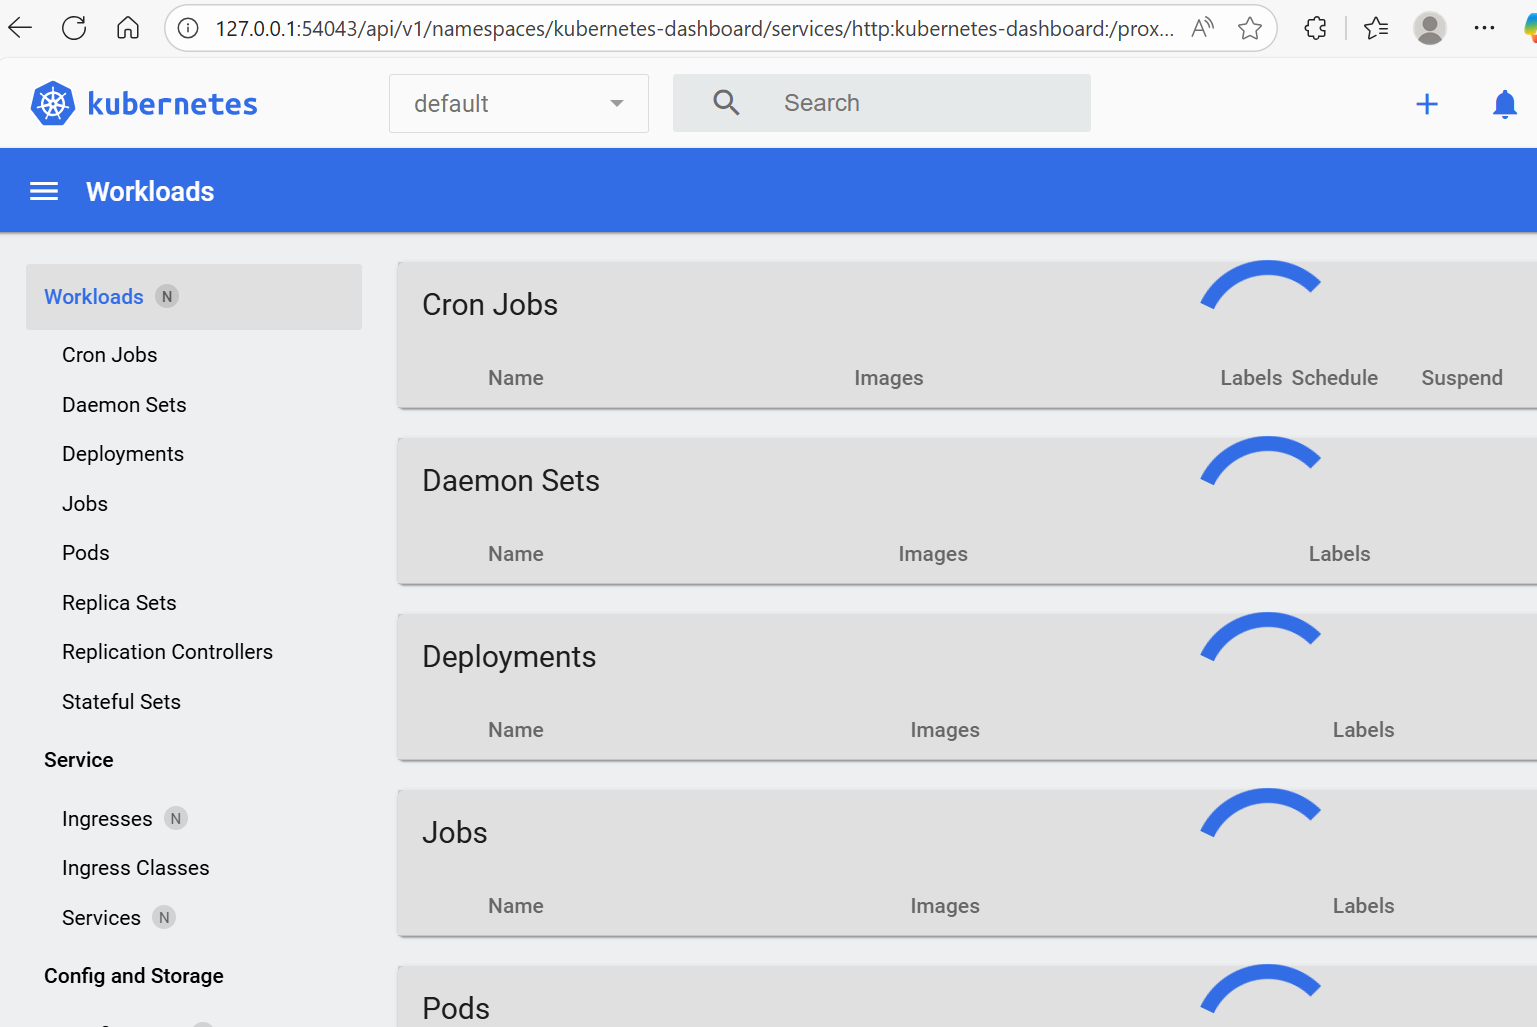 127.0.0.1:54043/api/v1/namespaces/kubernetes-dashboard/services/http:kubernetes-dashboard:/prox...
kubernetes
default
Search
Workloads
Workloads N
Cron Jobs
Daemon Sets
Deployments
Jobs
Pods
Replica Sets
Replication Controllers
Stateful Sets
Service
Ingresses N
Ingress Classes
Services N
Config and Storage
Cron Jobs
Name Images Labels Schedule Suspend
Daemon Sets
Name Images Labels
Deployments
Name Images Labels
Jobs
Name Images Labels
Pods